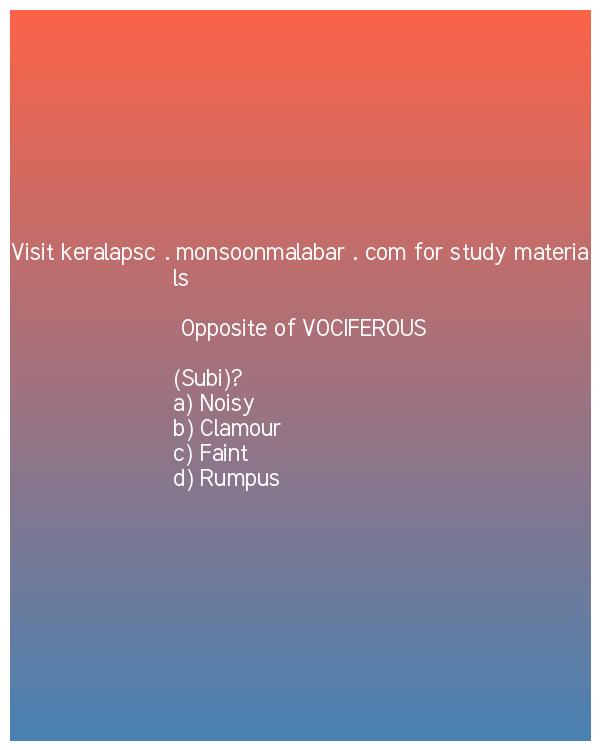 Visit keralapsc . monsoonmalabar . com for study materia
ls
Opposite of VOCIFEROUS
(Subi)?
a) Noisy
b) Clamour
c) Faint
d) Rumpus